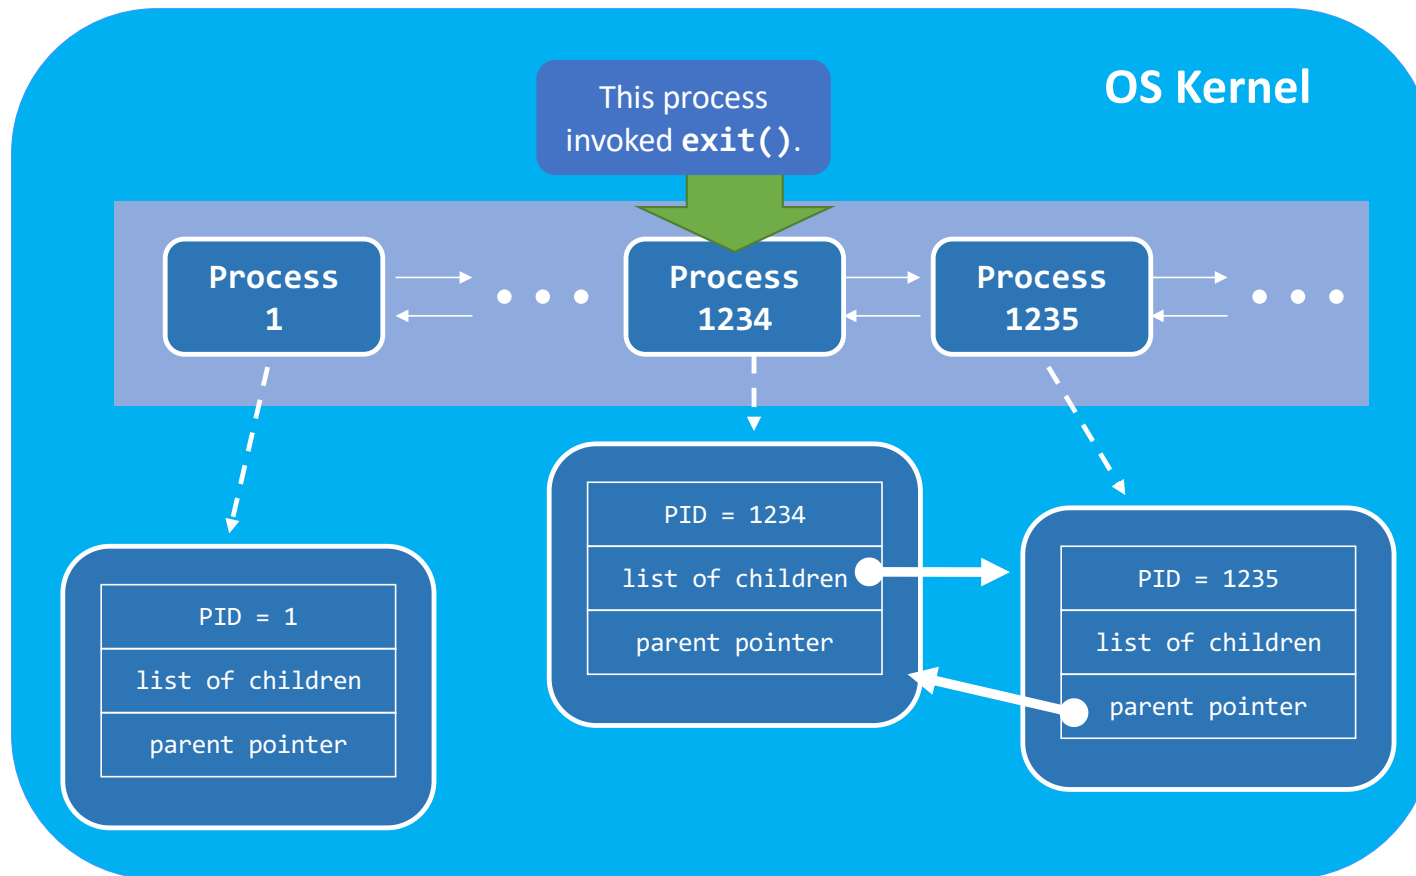 OS Kernel
This process
invoked exit().
Process
1
Process
1234
Process
1235
PID = 1
list of children
parent pointer
PID = 1234
list of children
parent pointer
PID = 1235
list of children
parent pointer